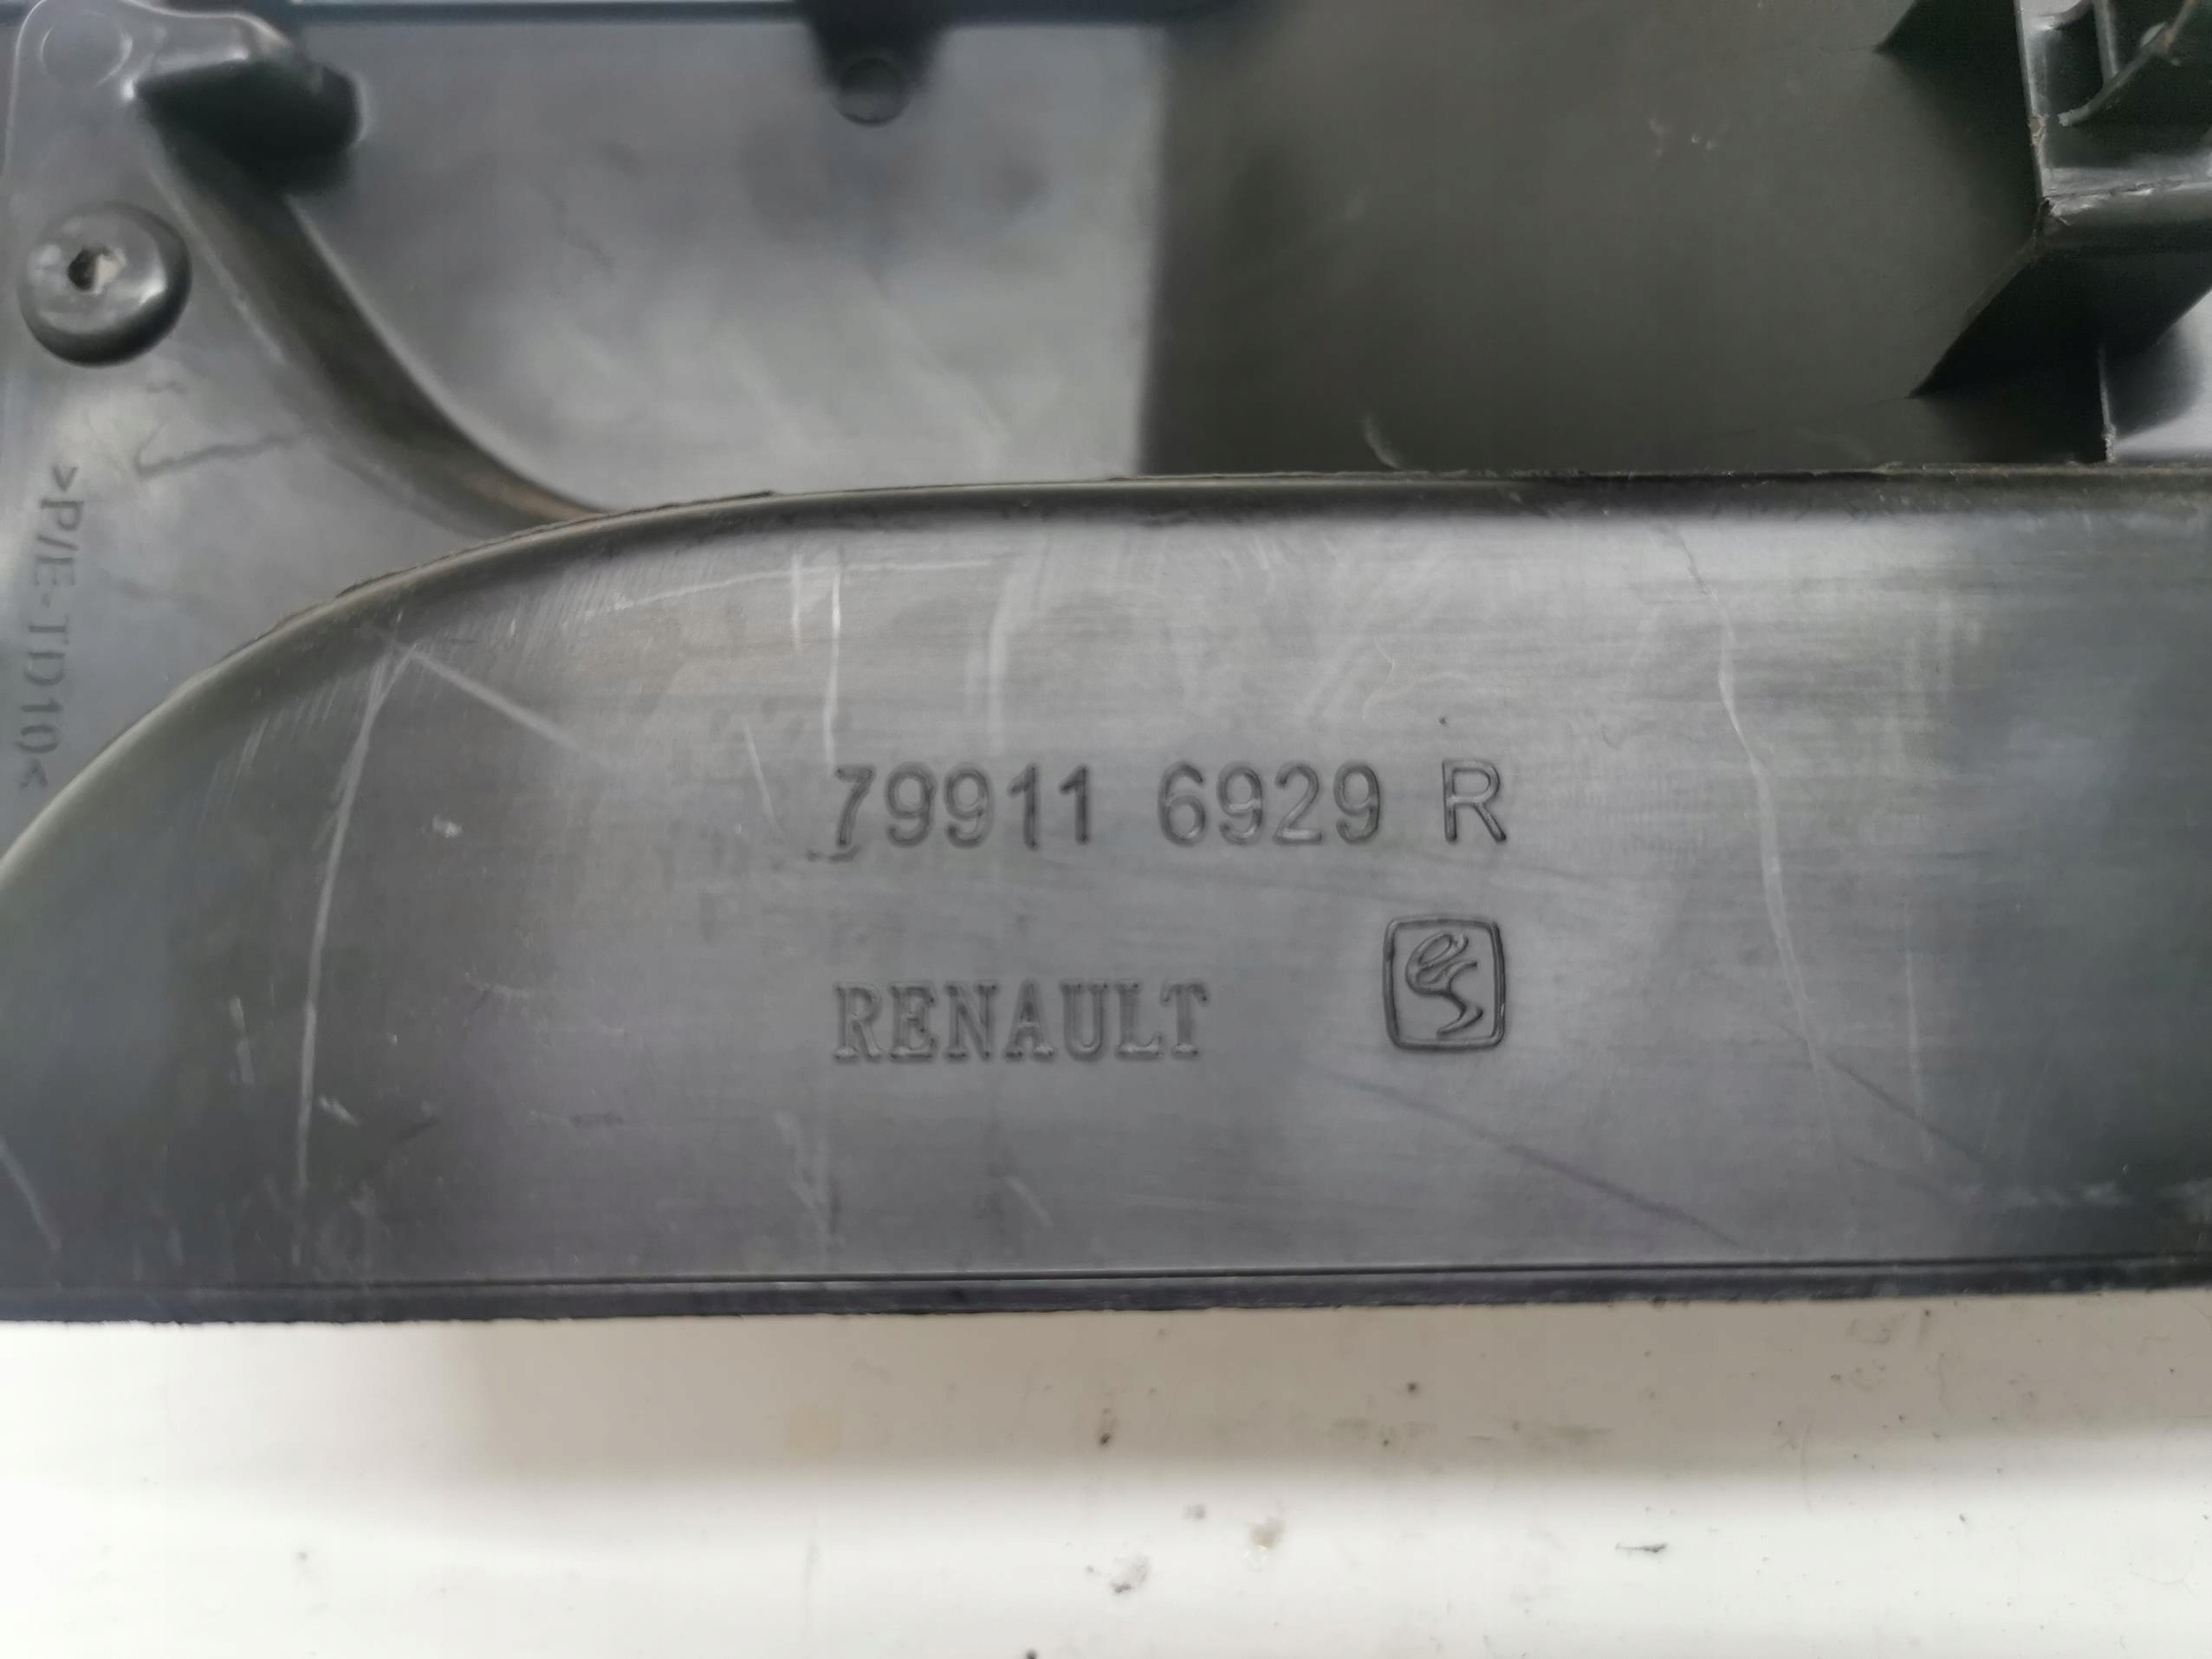 >P/E-TD10<
79911 6929 R
RENAULT